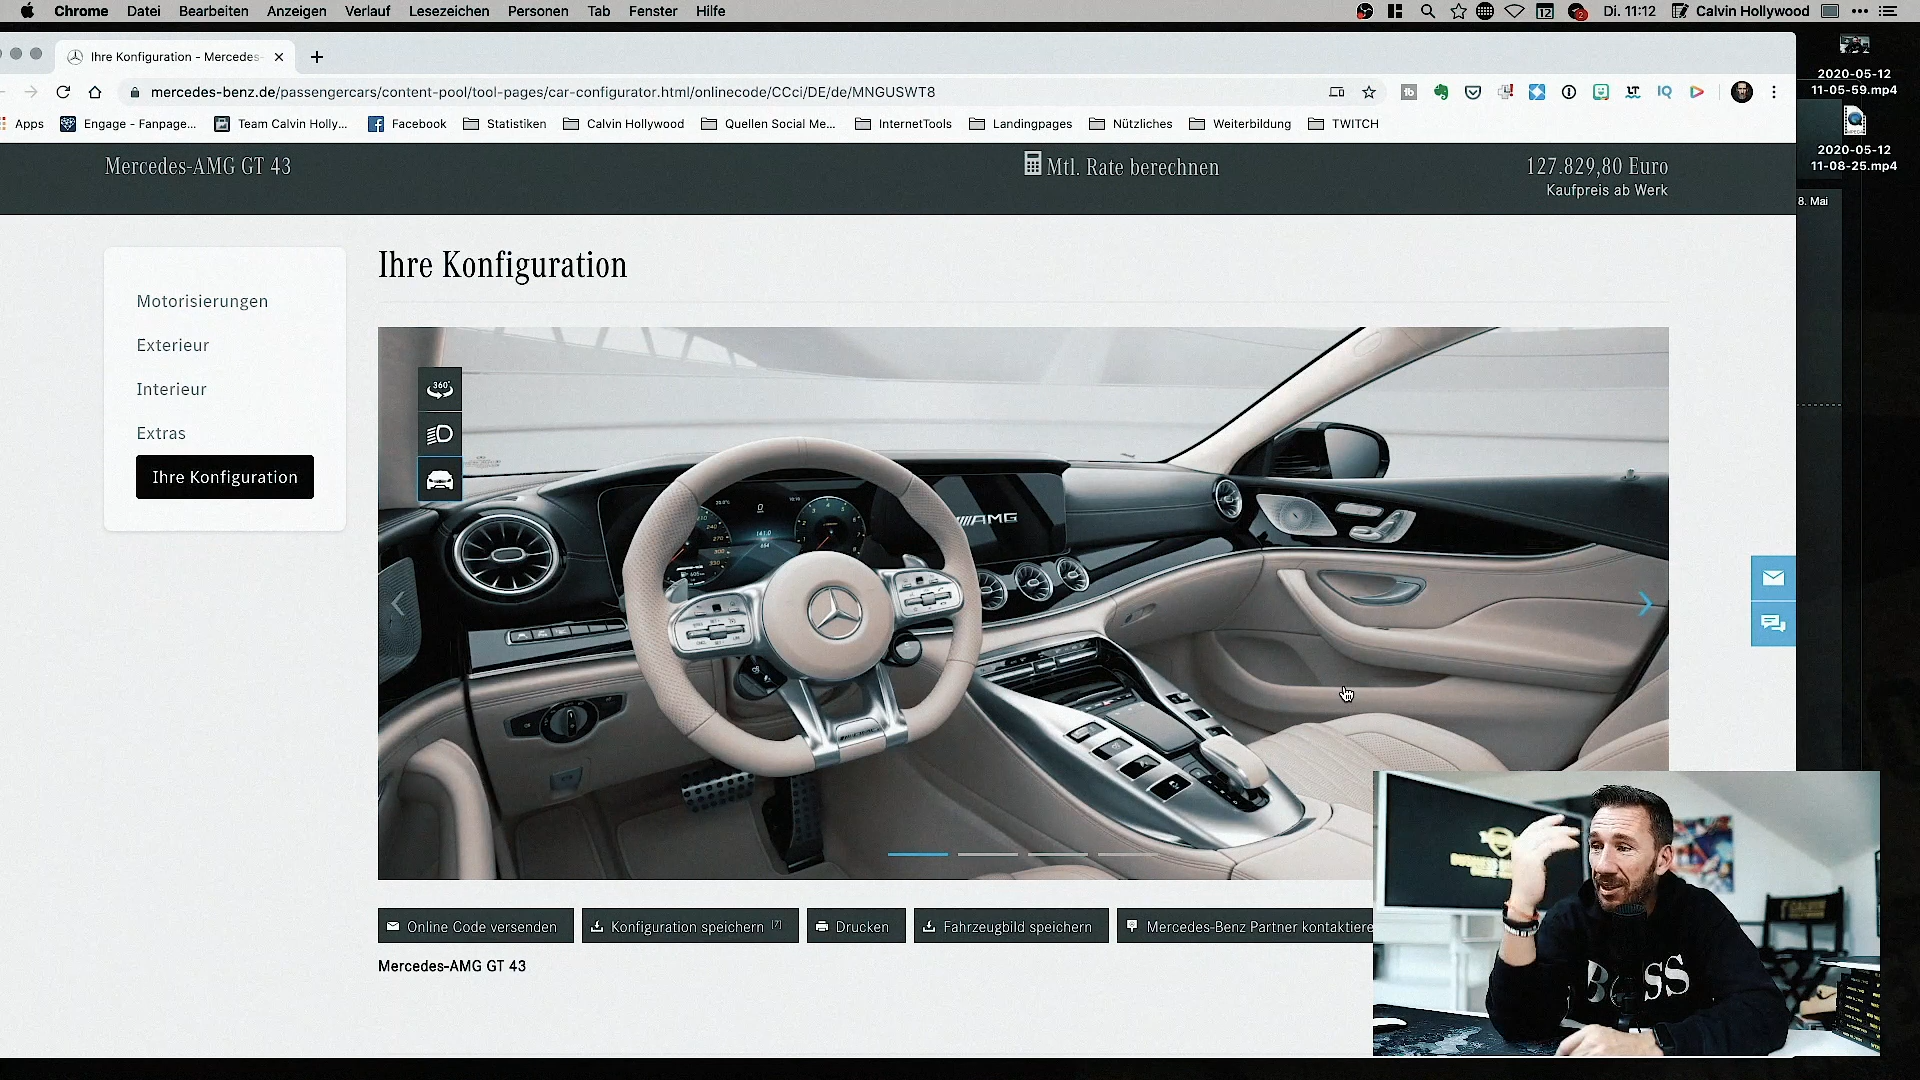 Chrome Datei Bearbeiten Anzeigen Verlauf Lesezeichen Personen Tab Fenster Hilfe
12 2 Di. 11:12 Calvin Hollywood
Ihre Konfiguration - Mercedes-
mercedes-benz.de/passengercars/content-pool/tool-pages/car-configurator.html/onlinecode/CCci/DE/de/MNGUSWT8
Apps Engage - Fanpage... Team Calvin Holly... Facebook Statistiken Calvin Hollywood Quellen Social Me... InternetTools Landingpages Nützliches Weiterbildung TWITCH
2020-05-12
11-05-59.mp4
2020-05-12
11-08-25.mp4
8. Mai
Mercedes-AMG GT 43
Mtl. Rate berechnen
127.829,80 Euro
Kaufpreis ab Werk
Ihre Konfiguration
Motorisierungen
Exterieur
Interieur
Extras
Ihre Konfiguration
360°
AMG
Online Code versenden
Konfiguration speichern [7]
Drucken
Fahrzeugbild speichern
Mercedes-Benz Partner kontaktiere
Mercedes-AMG GT 43
BOSS